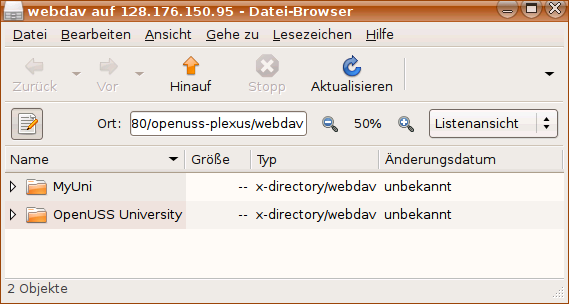 webdav auf 128.176.150.95 - Datei-Browser
Datei Bearbeiten Ansicht Gehe zu Lesezeichen Hilfe
Zurück Vor Hinauf Stopp Aktualisieren
Ort: 80/openuss-plexus/webdav 50% Listenansicht
Name Größe Typ Änderungsdatum
MyUni -- x-directory/webdav unbekannt
OpenUSS University -- x-directory/webdav unbekannt
2 Objekte